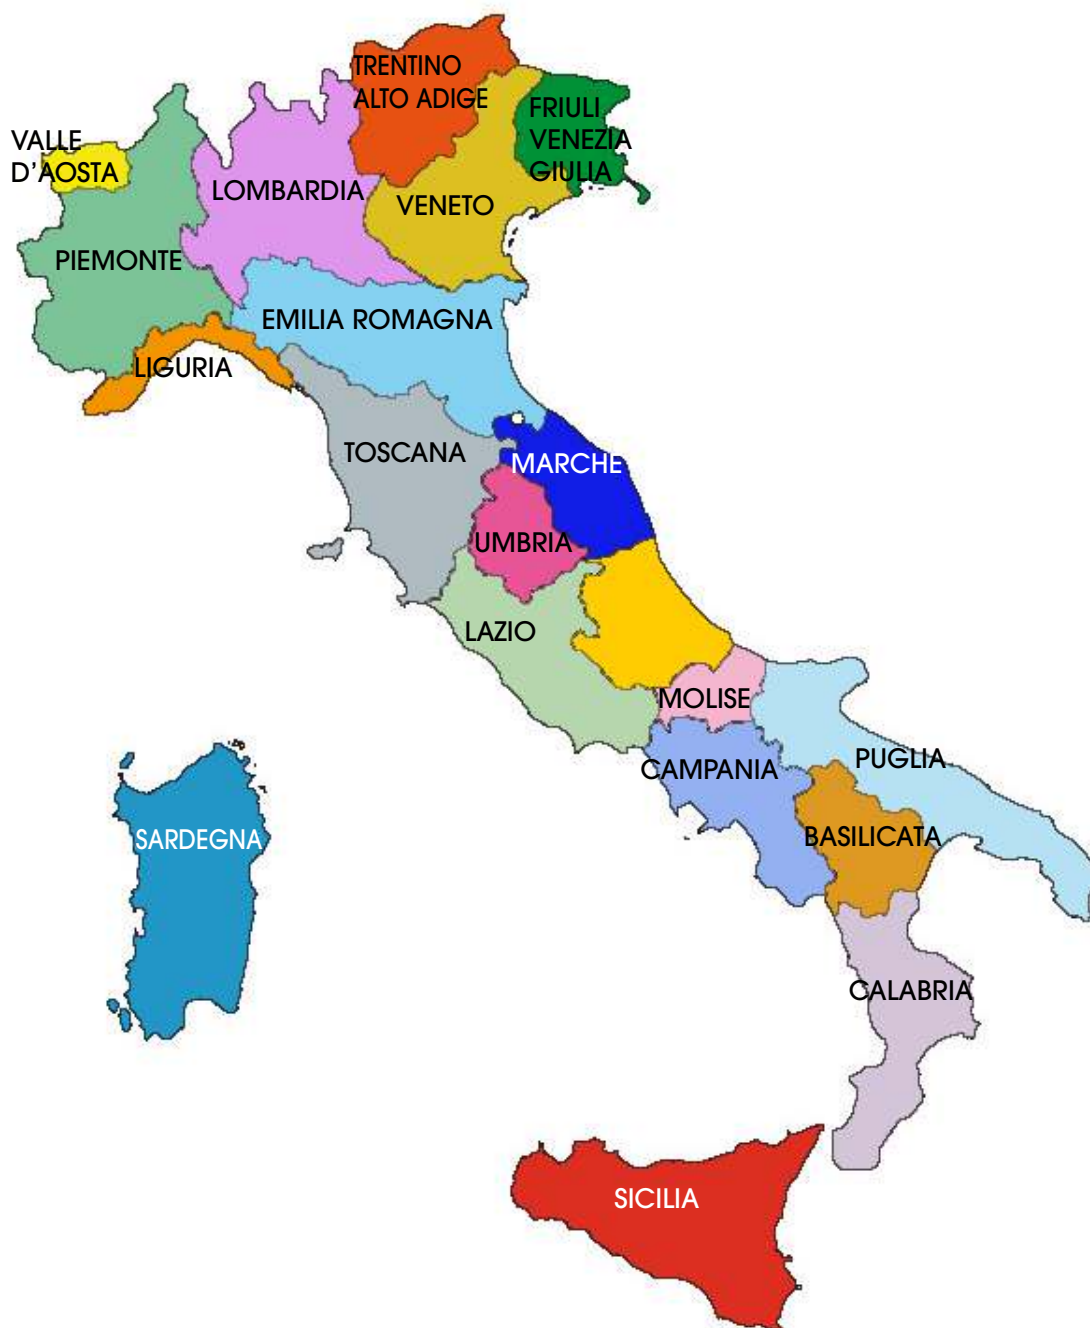 TRENTINO
ALTO ADIGE
FRIULI
VENEZIA
GIULIA
VALLE
D’AOSTA
LOMBARDIA
VENETO
PIEMONTE
EMILIA ROMAGNA
LIGURIA
TOSCANA
MARCHE
UMBRIA
LAZIO
MOLISE
PUGLIA
CAMPANIA
BASILICATA
SARDEGNA
CALABRIA
SICILIA